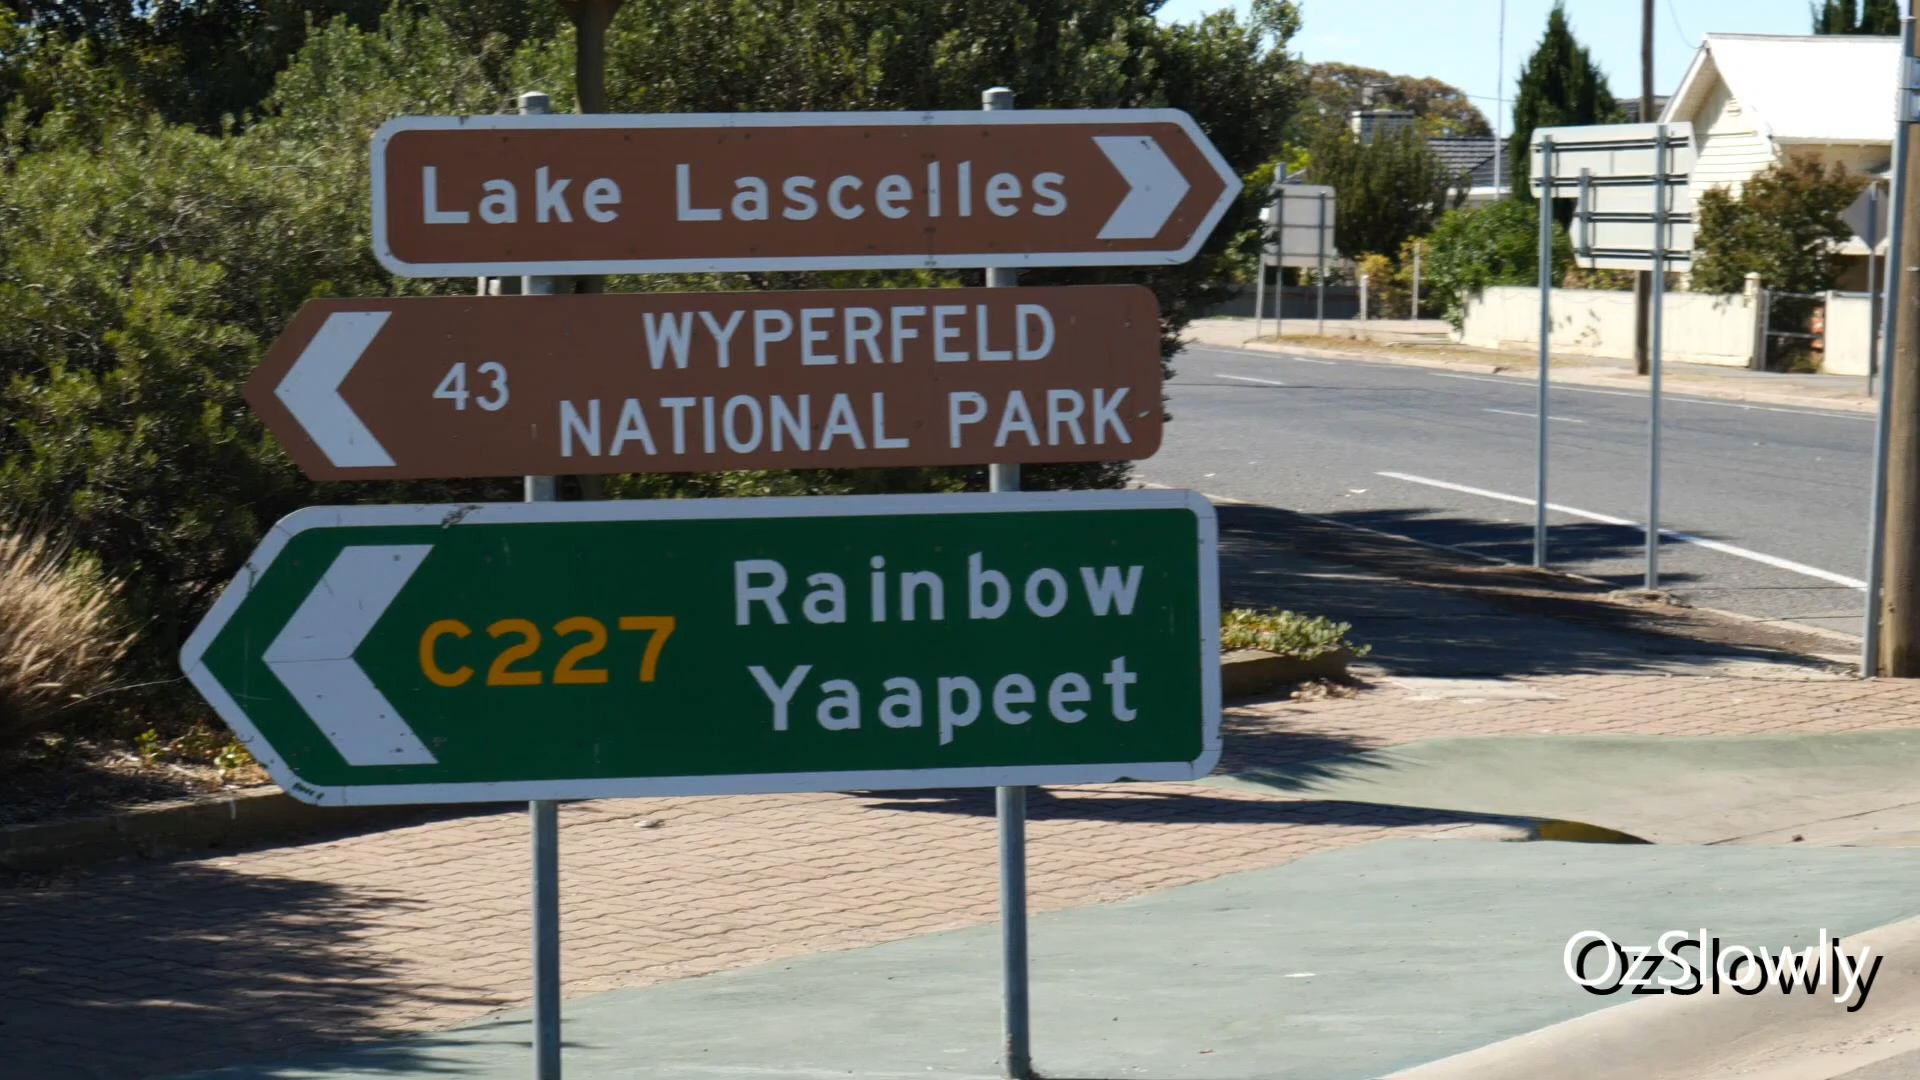 Lake Lascelles
43 WYPERFELD
NATIONAL PARK
C227 Rainbow
Yaapeet
OzSlowly